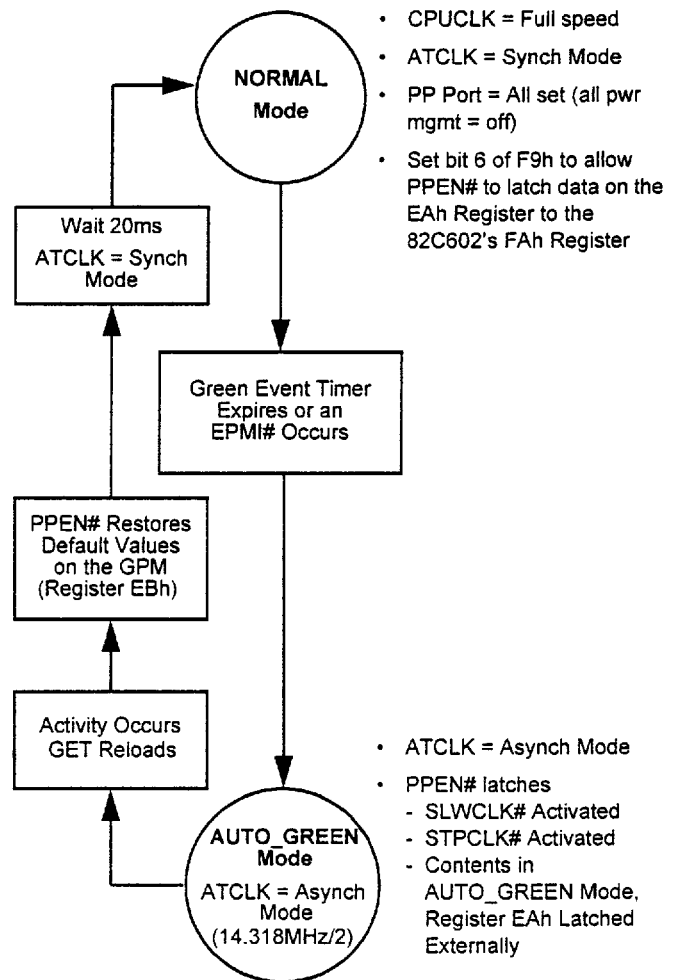 NORMAL
Mode
• CPUCLK = Full speed
• ATCLK = Synch Mode
• PP Port = All set (all pwr
mgmt = off)
• Set bit 6 of F9h to allow
PPEN# to latch data on the
EAh Register to the
82C602's FAh Register
Wait 20ms
ATCLK = Synch
Mode
Green Event Timer
Expires or an
EPMI# Occurs
PPEN# Restores
Default Values
on the GPM
(Register EBh)
Activity Occurs
GET Reloads
AUTO_GREEN
Mode
ATCLK = Asynch
Mode
(14.318MHz/2)
• ATCLK = Asynch Mode
• PPEN# latches
- SLWCLK# Activated
- STPCLK# Activated
- Contents in
AUTO_GREEN Mode,
Register EAh Latched
Externally